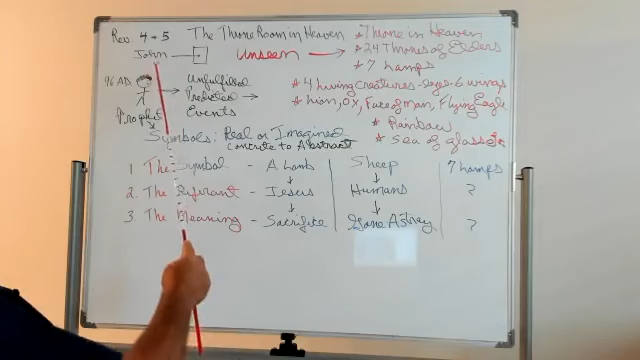 Rev. 4 + 5 The Throne Room in Heaven
John
Unseen
* Throne in Heaven
* 24 Thrones of Elders
* 7 Lamps
96 AD
Prophet
Unfulfilled
Predicted
Events
* 4 Living Creatures - eyes - 6 wings
* Lion, OX, Face of man, Flying Eagle
* Rainbow
* Sea of glass
Symbols: Real or Imagined
Concrete to Abstract
1 The Symbol - A Lamb Sheep 7 Lamps
2. The Refirant - Jesus Humans ?
3. The Meaning - Sacrifice Gone Astray ?